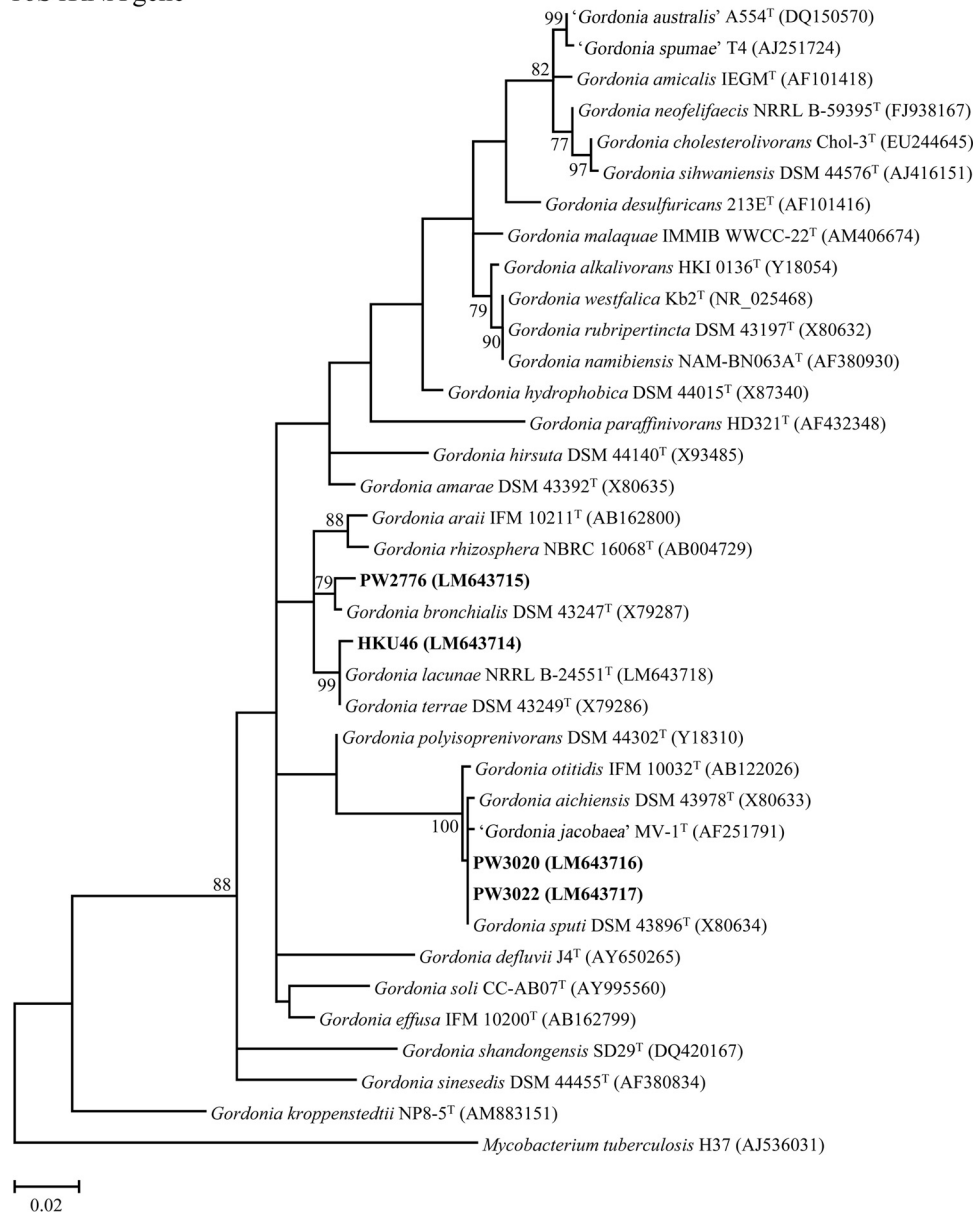 99
'Gordonia australis' A554ᵀ (DQ150570)
'Gordonia spumae' T4 (AJ251724)
82
Gordonia amicalis IEGMᵀ (AF101418)
Gordonia neofelifaecis NRRL B-59395ᵀ (FJ938167)
77
Gordonia cholesterolivorans Chol-3ᵀ (EU244645)
97
Gordonia sihwaniensis DSM 44576ᵀ (AJ416151)
Gordonia desulfuricans 213Eᵀ (AF101416)
Gordonia malaquae IMMIB WWCC-22ᵀ (AM406674)
Gordonia alkalivorans HKI 0136ᵀ (Y18054)
79
Gordonia westfalica Kb2ᵀ (NR_025468)
Gordonia rubripertincta DSM 43197ᵀ (X80632)
90
Gordonia namibiensis NAM-BN063Aᵀ (AF380930)
Gordonia hydrophobica DSM 44015ᵀ (X87340)
Gordonia paraffinivorans HD321ᵀ (AF432348)
Gordonia hirsuta DSM 44140ᵀ (X93485)
Gordonia amarae DSM 43392ᵀ (X80635)
88
Gordonia araii IFM 10211ᵀ (AB162800)
Gordonia rhizosphera NBRC 16068ᵀ (AB004729)
79
PW2776 (LM643715)
Gordonia bronchialis DSM 43247ᵀ (X79287)
HKU46 (LM643714)
Gordonia lacunae NRRL B-24551ᵀ (LM643718)
99
Gordonia terrae DSM 43249ᵀ (X79286)
Gordonia polyisoprenivorans DSM 44302ᵀ (Y18310)
Gordonia otitidis IFM 10032ᵀ (AB122026)
Gordonia aichiensis DSM 43978ᵀ (X80633)
100
'Gordonia jacobaea' MV-1ᵀ (AF251791)
PW3020 (LM643716)
PW3022 (LM643717)
88
Gordonia sputi DSM 43896ᵀ (X80634)
Gordonia defluvii J4ᵀ (AY650265)
Gordonia soli CC-AB07ᵀ (AY995560)
Gordonia effusa IFM 10200ᵀ (AB162799)
Gordonia shandongensis SD29ᵀ (DQ420167)
Gordonia sinesedis DSM 44455ᵀ (AF380834)
Gordonia kroppenstedtii NP8-5ᵀ (AM883151)
Mycobacterium tuberculosis H37 (AJ536031)
0.02